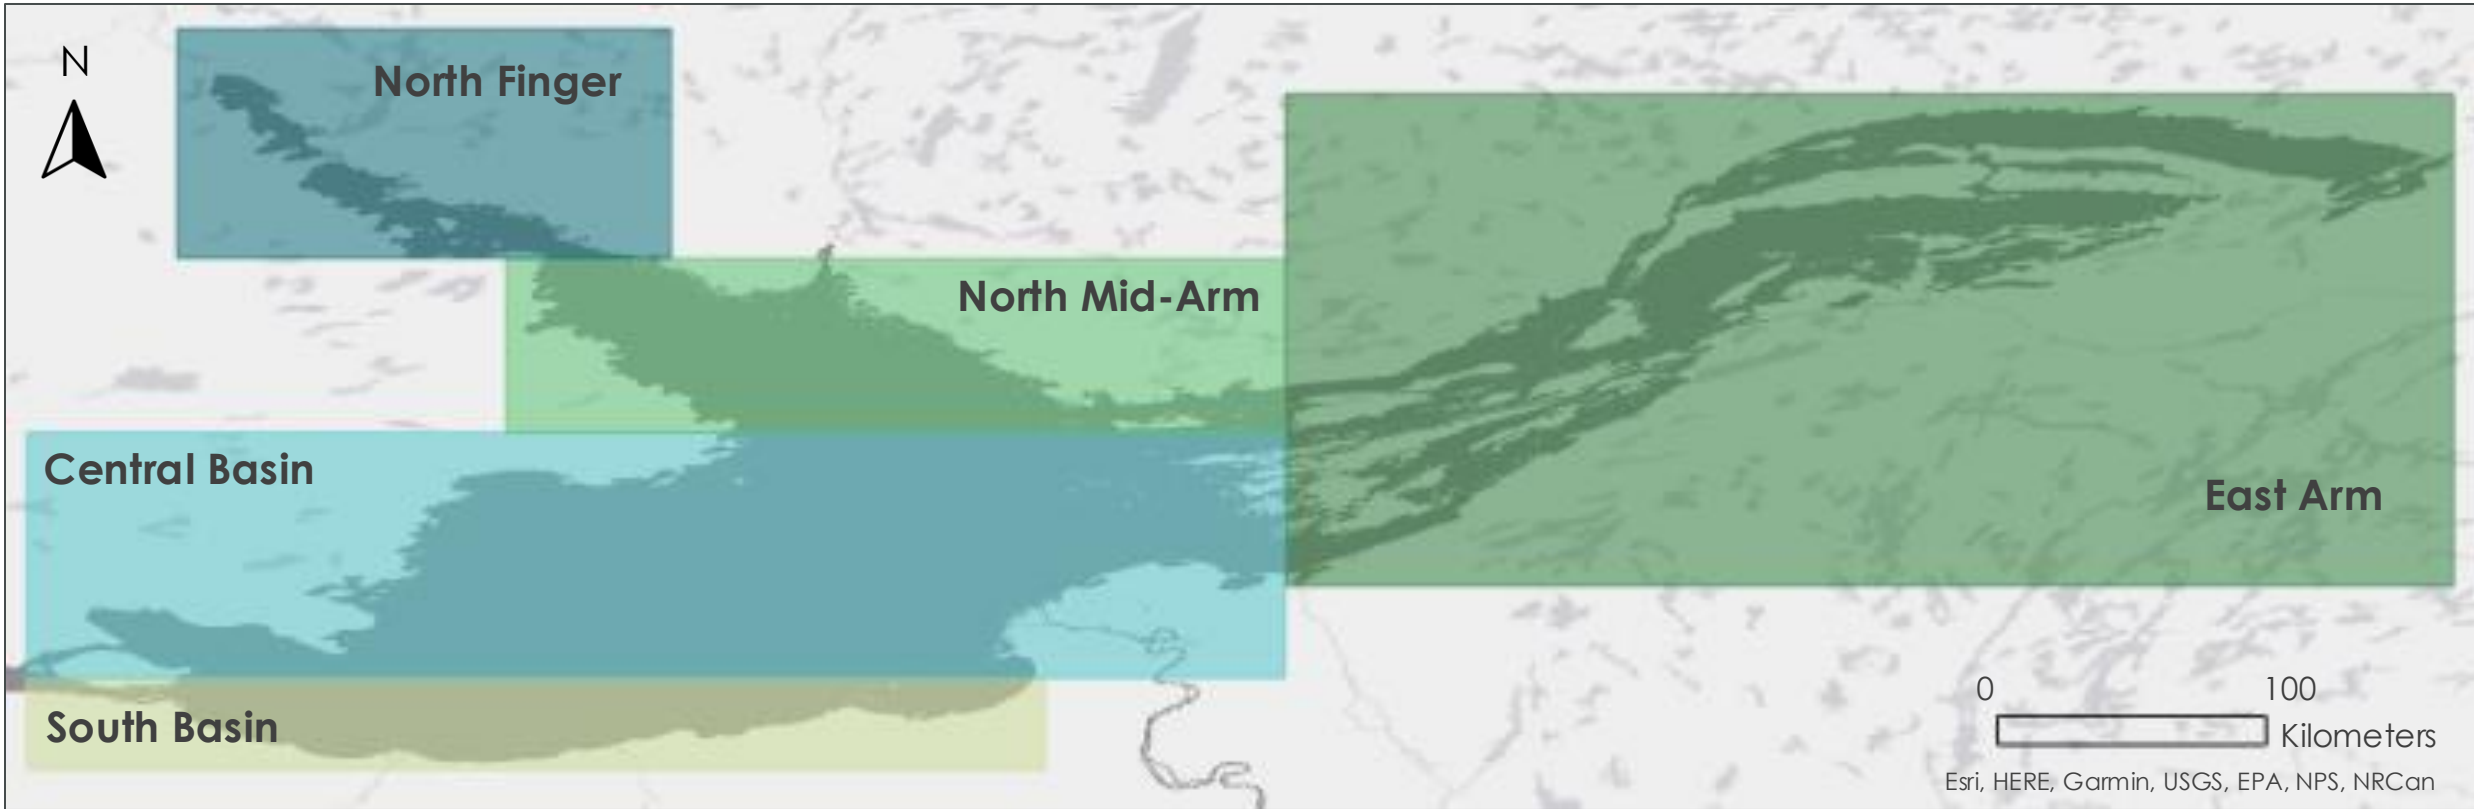 N
North Finger
North Mid-Arm
Central Basin
East Arm
South Basin
0 100
Kilometers
Esri, HERE, Garmin, USGS, EPA, NPS, NRCan